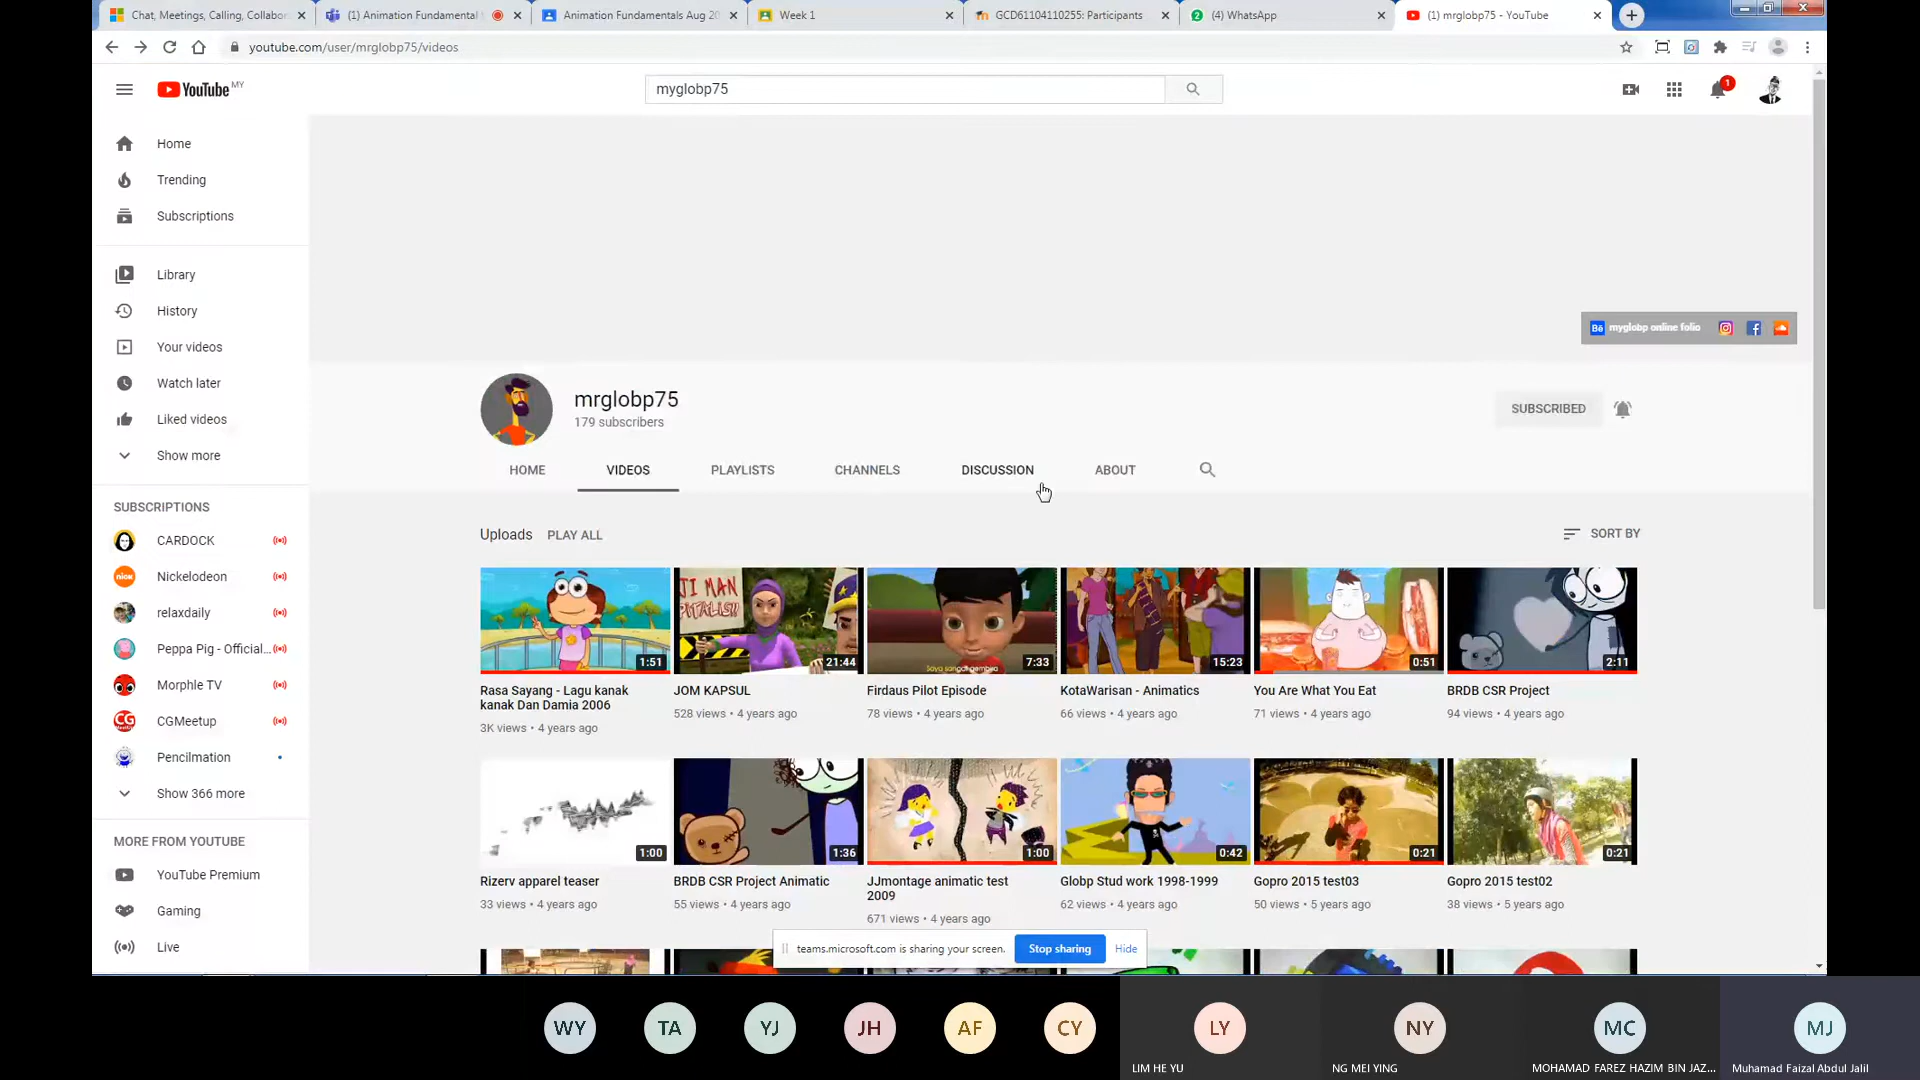 Chat, Meetings, Calling, Collabor
(1) Animation Fundamental
Animation Fundamentals Aug 20
Week 1
GCD61104110255: Participants
(4) WhatsApp
(1) mrglobp75 - YouTube
youtube.com/user/mrglobp75/videos
YouTube MY
myglobp75
1
Home
Trending
Subscriptions
Library
History
Your videos
Watch later
Liked videos
Show more
SUBSCRIPTIONS
CARDOCK
Nickelodeon
relaxdaily
Peppa Pig - Official...
Morphle TV
CGMeetup
Pencilmation
Show 366 more
MORE FROM YOUTUBE
YouTube Premium
Gaming
Live
Bē myglobp online folio
mrglobp75
179 subscribers
SUBSCRIBED
HOME
VIDEOS
PLAYLISTS
CHANNELS
DISCUSSION
ABOUT
Uploads
PLAY ALL
SORT BY
1:51
JI MAN
PITALISM
21:44
Saya sangat gembira
7:33
15:23
0:51
2:11
Rasa Sayang - Lagu kanak
kanak Dan Damia 2006
3K views • 4 years ago
JOM KAPSUL
528 views • 4 years ago
Firdaus Pilot Episode
78 views • 4 years ago
KotaWarisan - Animatics
66 views • 4 years ago
You Are What You Eat
71 views • 4 years ago
BRDB CSR Project
94 views • 4 years ago
1:00
1:36
1:00
0:42
0:21
0:21
Rizerv apparel teaser
33 views • 4 years ago
BRDB CSR Project Animatic
55 views • 4 years ago
JJmontage animatic test
2009
671 views • 4 years ago
Globp Stud work 1998-1999
62 views • 4 years ago
Gopro 2015 test03
50 views • 5 years ago
Gopro 2015 test02
38 views • 5 years ago
teams.microsoft.com is sharing your screen.
Stop sharing
Hide
WY
TA
YJ
JH
AF
CY
LY
LIM HE YU
NY
NG MEI YING
MC
MOHAMAD FAREZ HAZIM BIN JAZ...
MJ
Muhamad Faizal Abdul Jalil